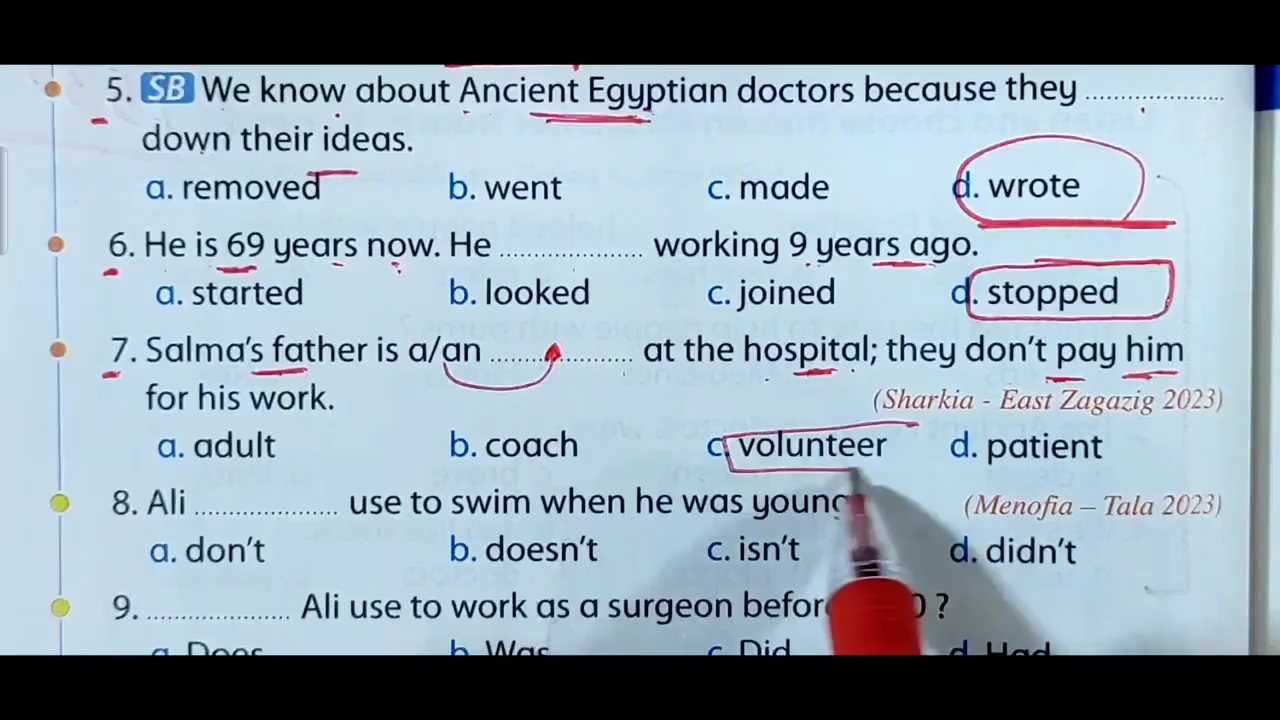 5. SB We know about Ancient Egyptian doctors because they ....................
down their ideas.
a. removed b. went c. made d. wrote
6. He is 69 years now. He .................... working 9 years ago.
a. started b. looked c. joined d. stopped
7. Salma's father is a/an .................... at the hospital; they don't pay him
for his work. (Sharkia - East Zagazig 2023)
a. adult b. coach c. volunteer d. patient
8. Ali .................... use to swim when he was young (Menofia – Tala 2023)
a. don't b. doesn't c. isn't d. didn't
9. .................... Ali use to work as a surgeon ?
a. Does b. Was c. Did d. Had